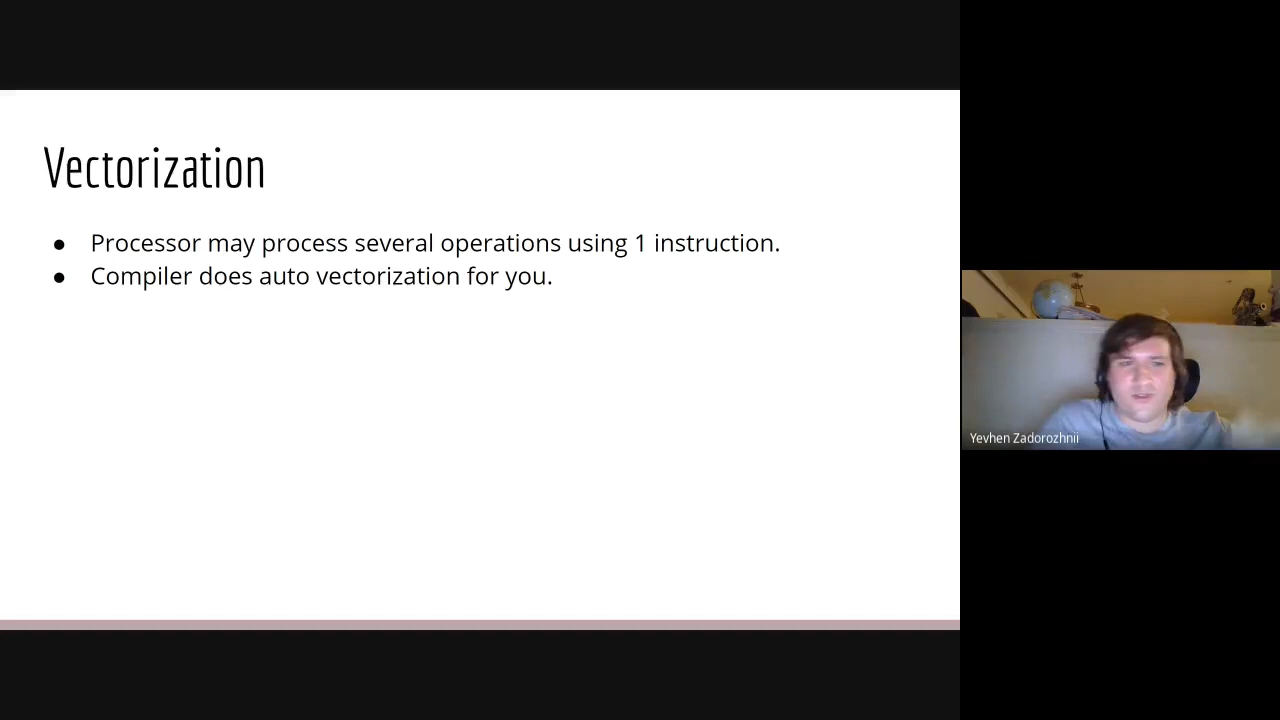 Vectorization
● Processor may process several operations using 1 instruction.
● Compiler does auto vectorization for you.
Yevhen Zadorozhnii